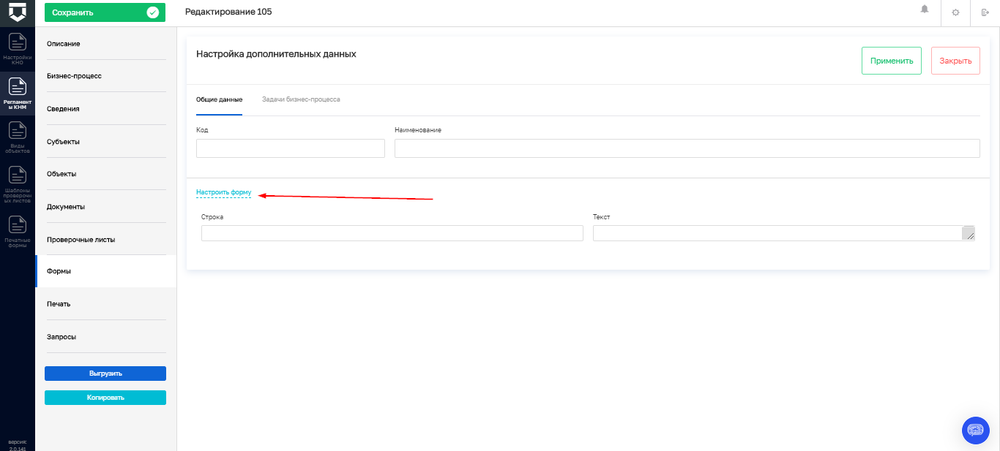 Сохранить
Редактирование 105
Настройки
КНО
Регламент
ы КНМ
Виды
объектов
Шаблоны
проверочн
ых листов
Печатные
формы
версия:
2.0.141
Описание
Бизнес-процесс
Сведения
Субъекты
Объекты
Документы
Проверочные листы
Формы
Печать
Запросы
Выгрузить
Копировать
Настройка дополнительных данных
Применить
Закрыть
Общие данные
Задачи бизнес-процесса
Код
Наименование
Настроить форму
Строка
Текст